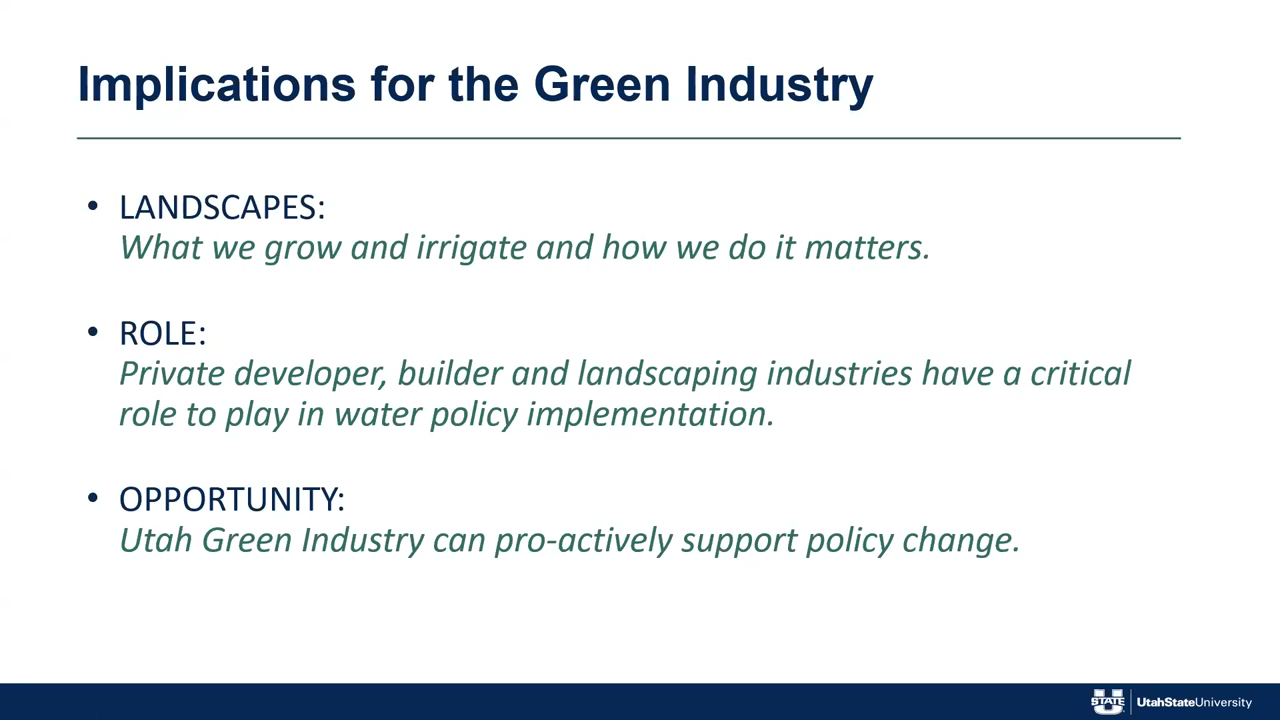 Implications for the Green Industry
• LANDSCAPES:
What we grow and irrigate and how we do it matters.
• ROLE:
Private developer, builder and landscaping industries have a critical
role to play in water policy implementation.
• OPPORTUNITY:
Utah Green Industry can pro-actively support policy change.
U STATE UtahStateUniversity